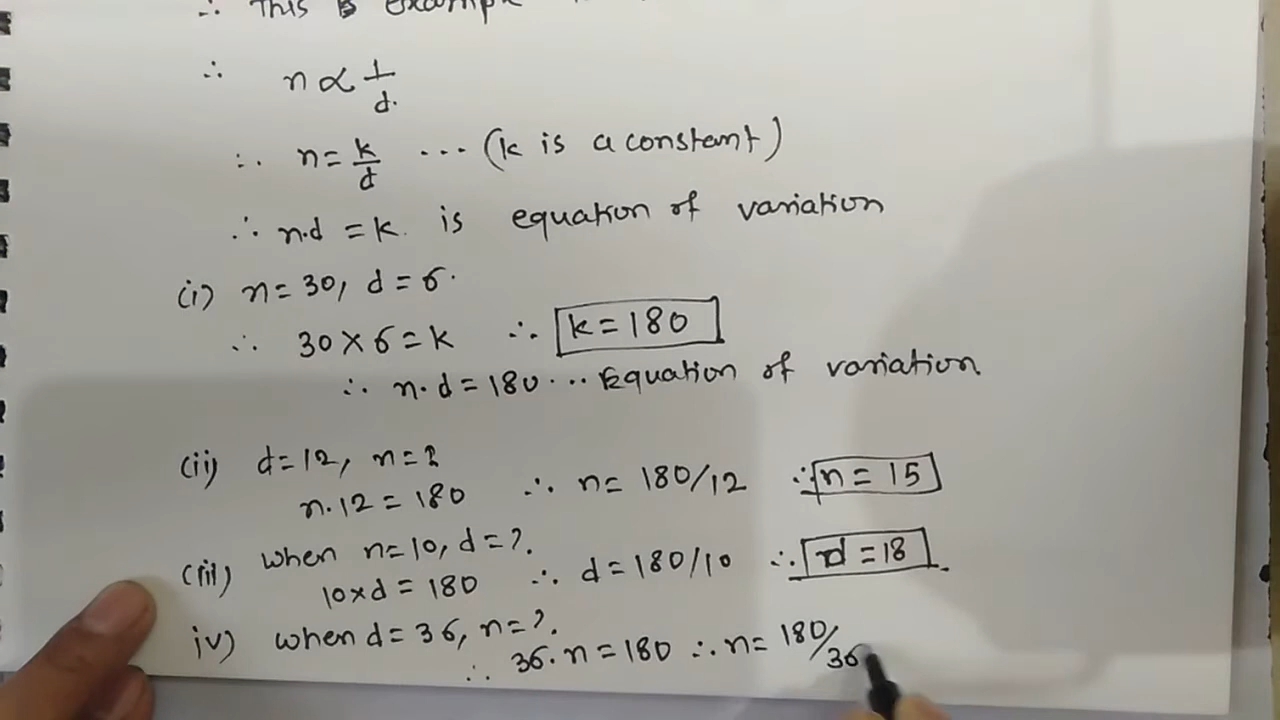 ∴ This is example
∴ n ∝ 1/d.
∴ n = k/d ... (k is a constant)
∴ n.d = k. is equation of variation
(i) n = 30, d = 6.
∴ 30 × 6 = k ∴ k = 180
∴ n. d = 180... Equation of variation.
(ii) d = 12, n = ?
n. 12 = 180 ∴ n = 180/12 ∴ n = 15
(iii) when n = 10, d = ?.
10 × d = 180 ∴ d = 180/10 ∴ d = 18
iv) when d = 36, n = ?.
∴ 36. n = 180 ∴ n = 180/36